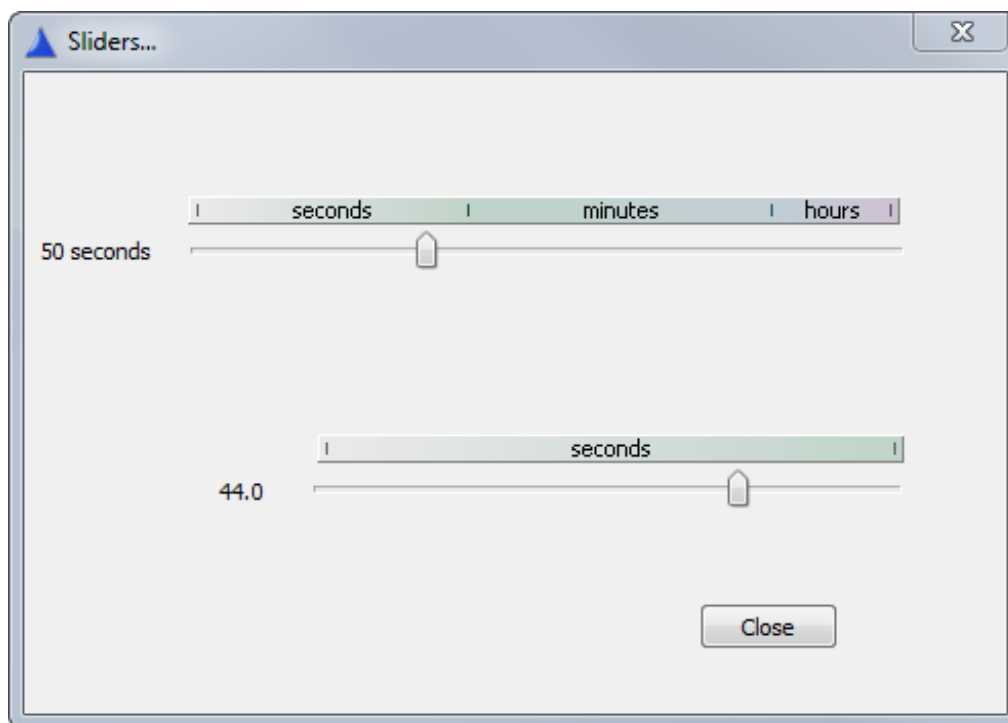 Sliders...
seconds minutes hours
50 seconds
seconds
44.0
Close